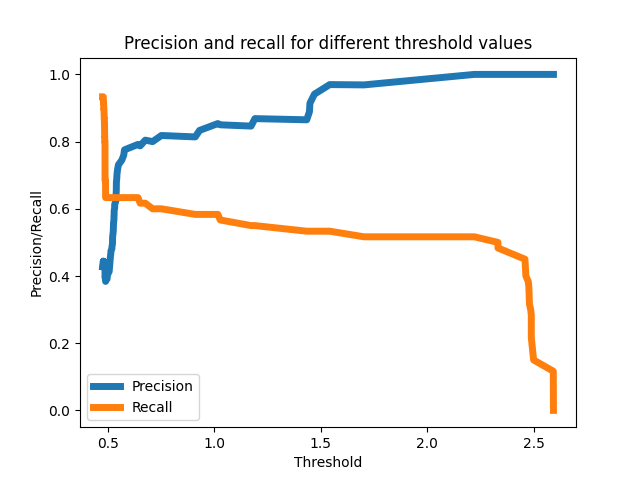 Precision and recall for different threshold values
Precision/Recall
1.0
0.8
0.6
0.4
0.2
0.0
Precision
Recall
0.5 1.0 1.5 2.0 2.5
Threshold